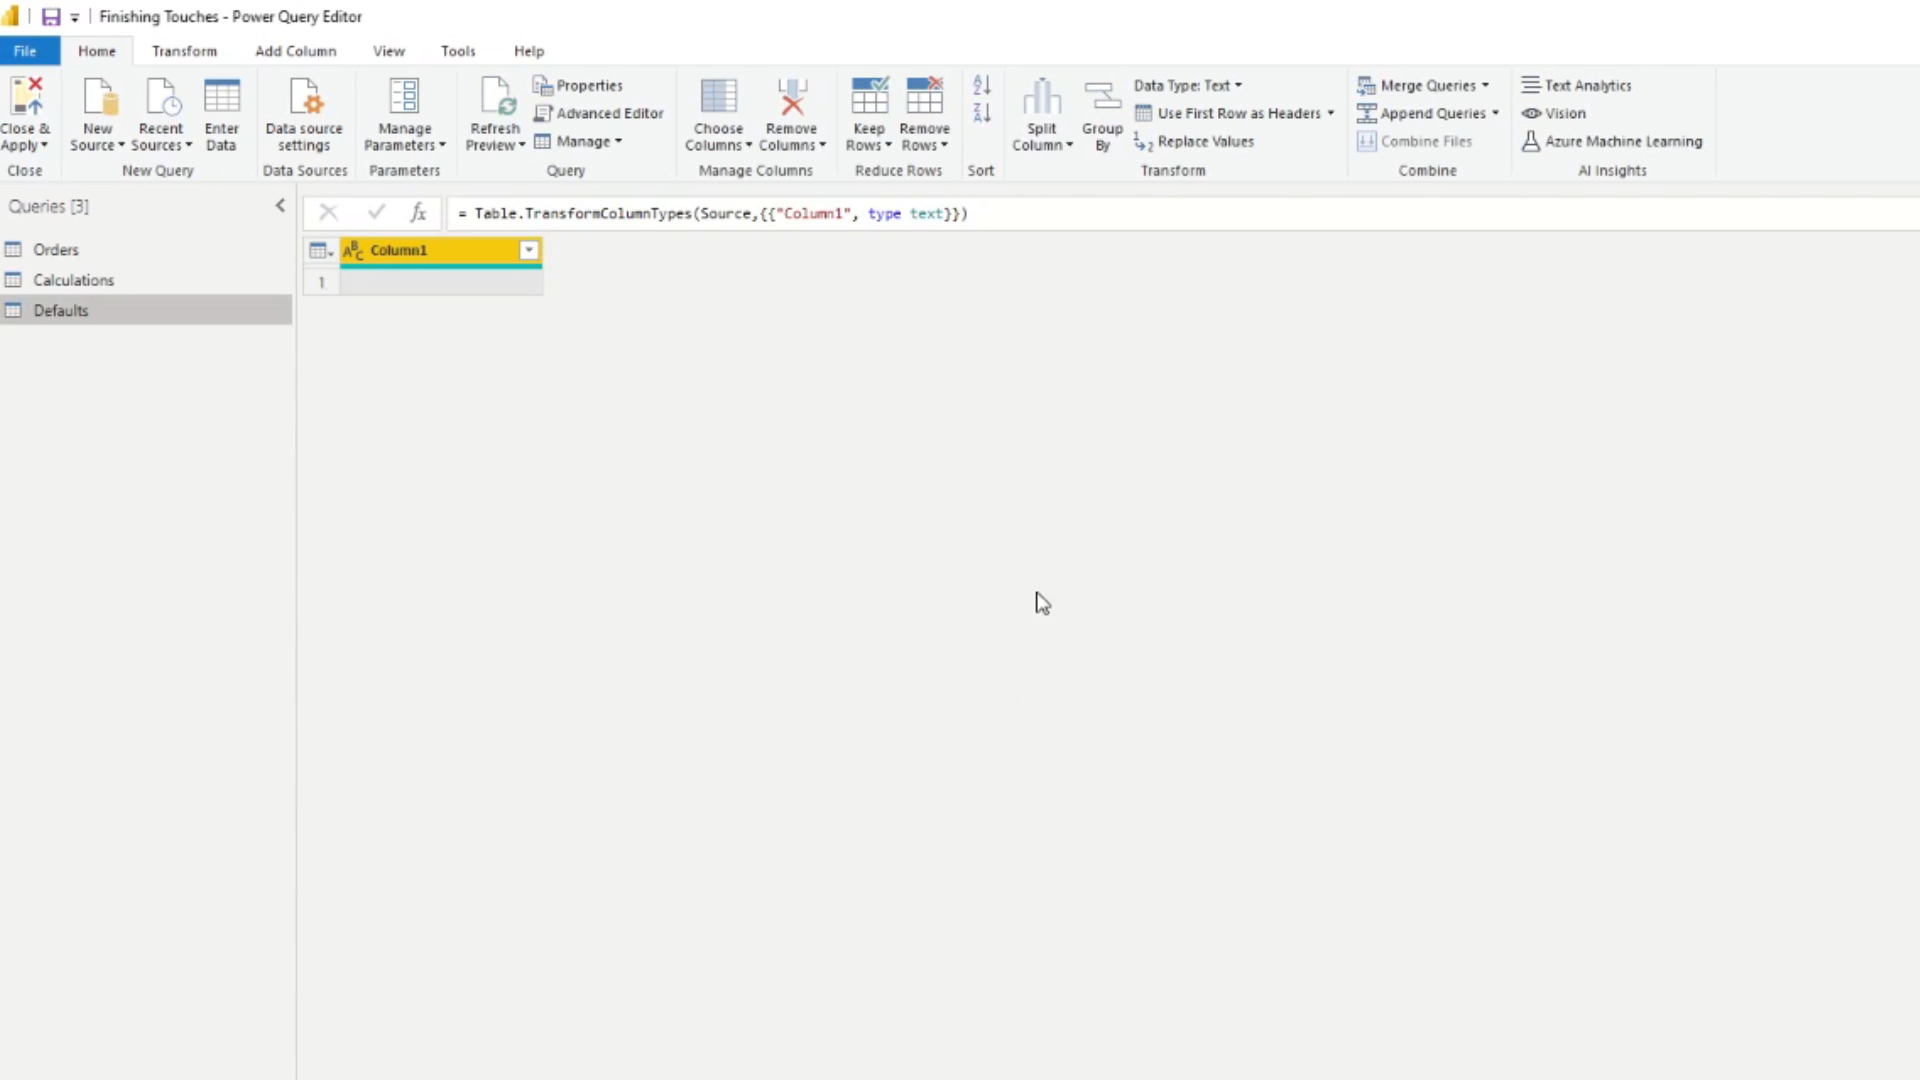 Finishing Touches - Power Query Editor
File Home Transform Add Column View Tools Help
Close & Apply
New Source
Recent Sources
Enter Data
Data source settings
Manage Parameters
Refresh Preview
Properties
Advanced Editor
Manage
Choose Columns
Remove Columns
Keep Rows
Remove Rows
Split Column
Group By
Data Type: Text
Use First Row as Headers
Replace Values
Merge Queries
Append Queries
Combine Files
Text Analytics
Vision
Azure Machine Learning
Close New Query Data Sources Parameters Query Manage Columns Reduce Rows Sort Transform Combine AI Insights
Queries [3]
fx = Table.TransformColumnTypes(Source,{{"Column1", type text}})
Orders
Calculations
Defaults
ABC Column1
1